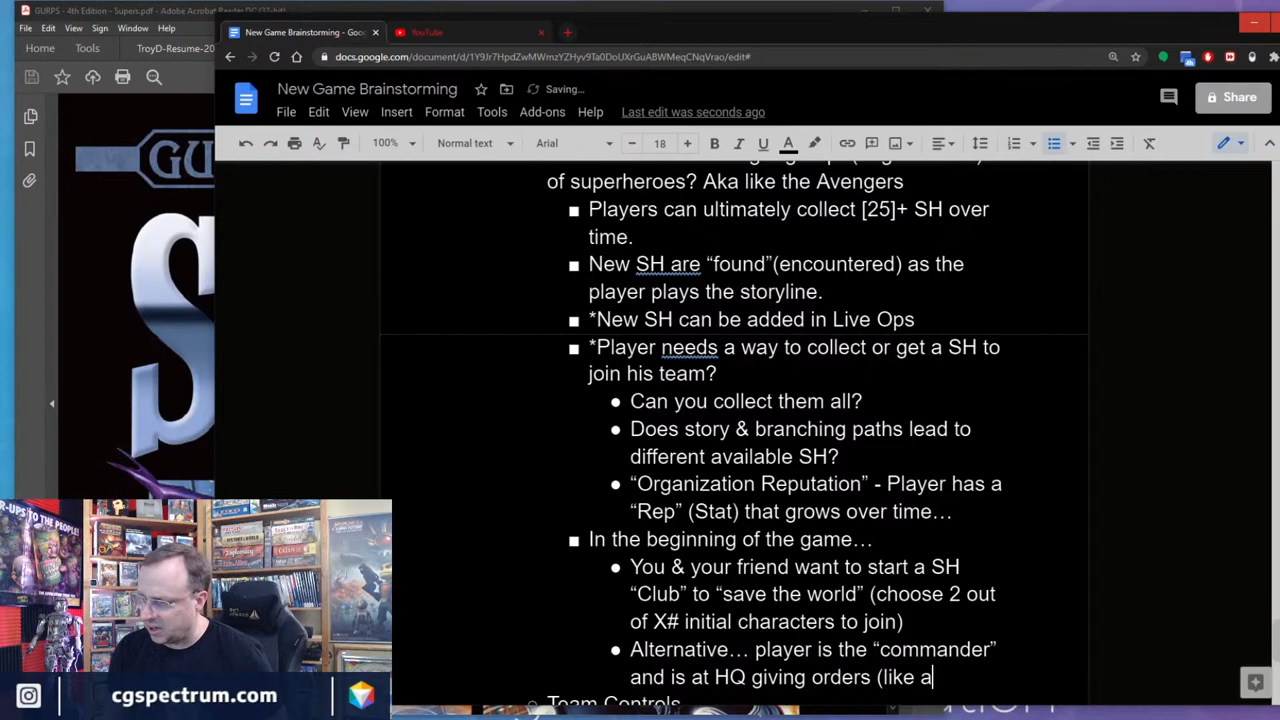 GURPS - 4th Edition - Supers.pdf - Adobe Acrobat Reader DC (32-bit)
File Edit View Sign Window Help
Home Tools TroyD-Resume-20
GU
S
New Game Brainstorming - Goo
YouTube
docs.google.com/document/d/1Y9Jr7HpdZwMWmzYZHyv9Ta0DoUXrGuABWMeqCNqVrao/edit#
New Game Brainstorming
Saving...
Share
File Edit View Insert Format Tools Add-ons Help Last edit was seconds ago
100% Normal text Arial 18 B I U A
of superheroes? Aka like the Avengers
■ Players can ultimately collect [25]+ SH over
time.
■ New SH are “found”(encountered) as the
player plays the storyline.
■ *New SH can be added in Live Ops
■ *Player needs a way to collect or get a SH to
join his team?
● Can you collect them all?
● Does story & branching paths lead to
different available SH?
● “Organization Reputation” - Player has a
“Rep” (Stat) that grows over time…
■ In the beginning of the game…
● You & your friend want to start a SH
“Club” to “save the world” (choose 2 out
of X# initial characters to join)
● Alternative… player is the “commander”
and is at HQ giving orders (like a
Team Controls
Diplomacy
CATAN
cgspectrum.com